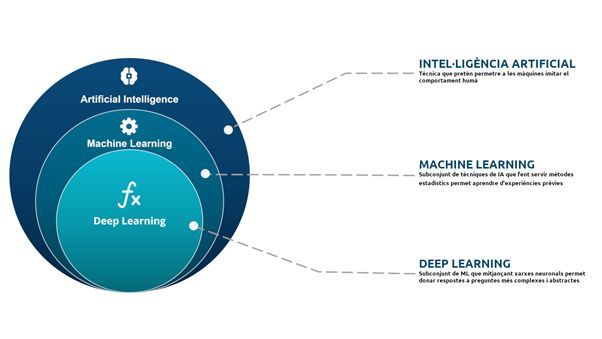 Artificial Intelligence
Machine Learning
fx
Deep Learning
INTEL·LIGÈNCIA ARTIFICIAL
Tècnica que pretén permetre a les màquines imitar el
comportament humà
MACHINE LEARNING
Subconjunt de tècniques de IA que fent servir mètodes
estadístics permet aprendre d'experiències prèvies
DEEP LEARNING
Subconjunt de ML que mitjançant xarxes neuronals permet
donar respostes a preguntes més complexes i abstractes